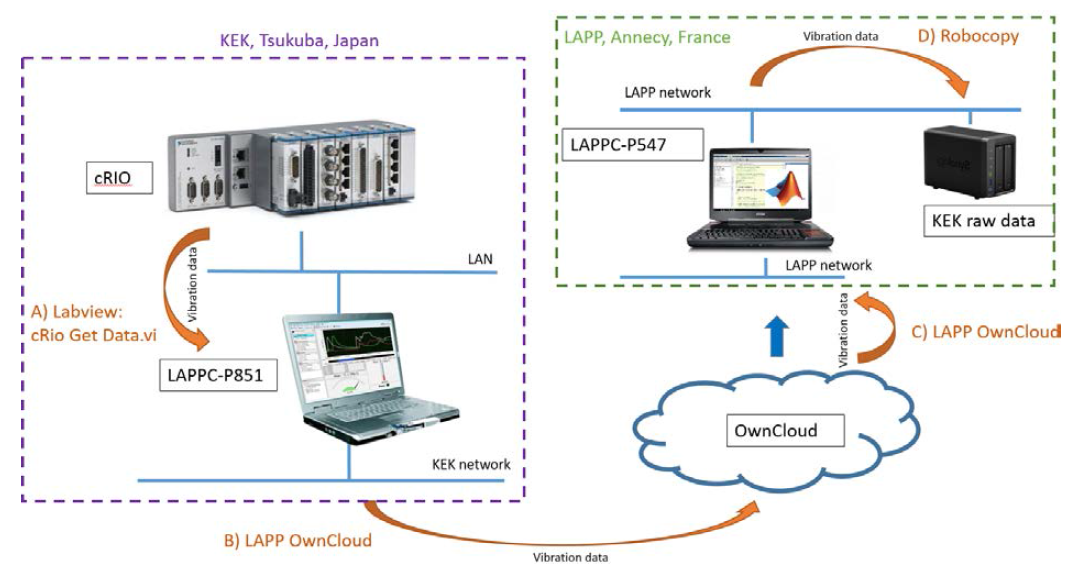 KEK, Tsukuba, Japan
cRIO
Vibration data
LAN
A) Labview:
cRio Get Data.vi
LAPPC-P851
KEK network
B) LAPP OwnCloud
Vibration data
LAPP, Annecy, France
Vibration data
D) Robocopy
LAPP network
LAPPC-P547
KEK raw data
LAPP network
Vibration data
C) LAPP OwnCloud
OwnCloud